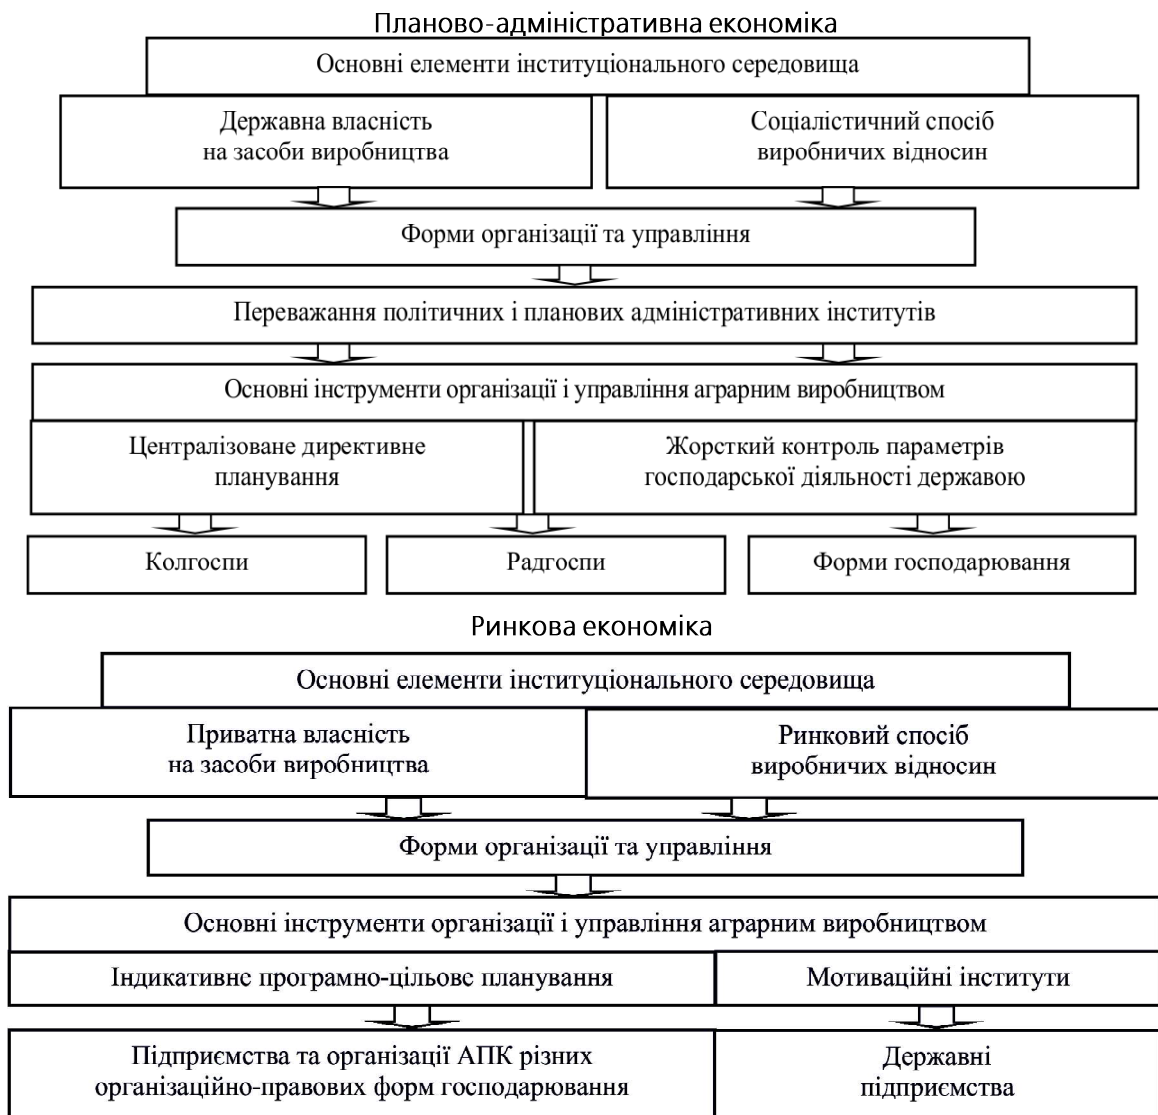 Планово-адміністративна економіка
Основні елементи інституціонального середовища
Державна власність
на засоби виробництва
Соціалістичний спосіб
виробничих відносин
Форми організації та управління
Переважання політичних і планових адміністративних інститутів
Основні інструменти організації і управління аграрним виробництвом
Централізоване директивне
планування
Жорсткий контроль параметрів
господарської діяльності державою
Колгоспи
Радгоспи
Форми господарювання
Ринкова економіка
Основні елементи інституціонального середовища
Приватна власність
на засоби виробництва
Ринковий спосіб
виробничих відносин
Форми організації та управління
Основні інструменти організації і управління аграрним виробництвом
Індикативне програмно-цільове планування
Мотиваційні інститути
Підприємства та організації АПК різних
організаційно-правових форм господарювання
Державні
підприємства